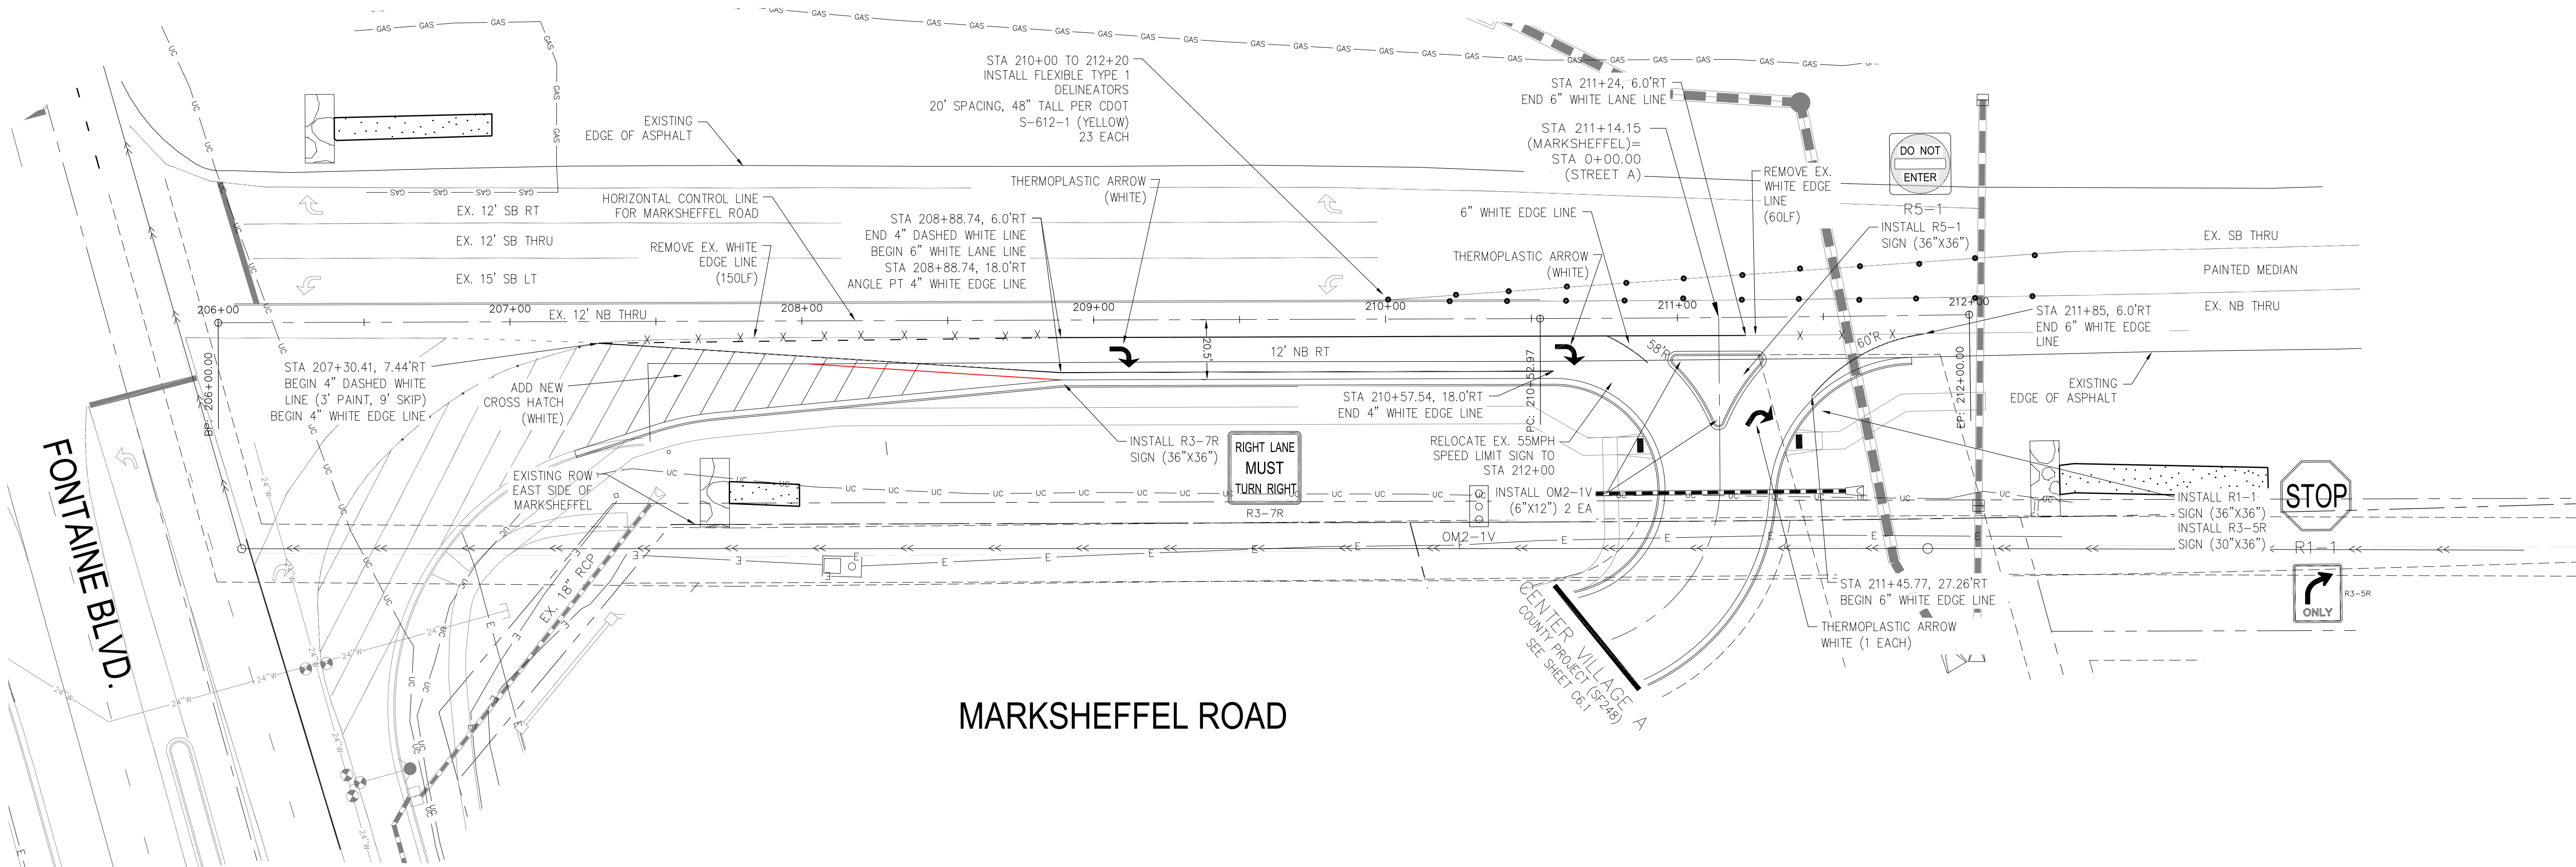 STA 210+00 TO 212+20
INSTALL FLEXIBLE TYPE 1
DELINEATORS
20' SPACING, 48" TALL PER CDOT
S-612-1 (YELLOW)
23 EACH
STA 211+24, 6.0'RT
END 6" WHITE LANE LINE
STA 211+14.15
(MARKSHEFFEL)=
STA 0+00.00
(STREET A)
EXISTING
EDGE OF ASPHALT
THERMOPLASTIC ARROW
(WHITE)
REMOVE EX.
WHITE EDGE
LINE
(60LF)
DO NOT
ENTER
R5-1
INSTALL R5-1
SIGN (36"X36")
HORIZONTAL CONTROL LINE
FOR MARKSHEFFEL ROAD
EX. 12' SB RT
EX. 12' SB THRU
EX. 15' SB LT
REMOVE EX. WHITE
EDGE LINE
(150LF)
STA 208+88.74, 6.0'RT
END 4" DASHED WHITE LINE
BEGIN 6" WHITE LANE LINE
STA 208+88.74, 18.0'RT
ANGLE PT 4" WHITE EDGE LINE
6" WHITE EDGE LINE
THERMOPLASTIC ARROW
(WHITE)
EX. SB THRU
PAINTED MEDIAN
EX. NB THRU
206+00
207+00
208+00
209+00
210+00
211+00
212+00
EX. 12' NB THRU
BP: 206+00.00
20.5'
12' NB RT
PC: 210+52.97
58'R
60'R
EP: 212+00.00
STA 211+85, 6.0'RT
END 6" WHITE EDGE
LINE
STA 207+30.41, 7.44'RT
BEGIN 4" DASHED WHITE
LINE (3' PAINT, 9' SKIP)
BEGIN 4" WHITE EDGE LINE
ADD NEW
CROSS HATCH
(WHITE)
STA 210+57.54, 18.0'RT
END 4" WHITE EDGE LINE
EXISTING
EDGE OF ASPHALT
INSTALL R3-7R
SIGN (36"X36")
RIGHT LANE
MUST
TURN RIGHT
R3-7R
RELOCATE EX. 55MPH
SPEED LIMIT SIGN TO
STA 212+00
EXISTING ROW
EAST SIDE OF
MARKSHEFFEL
INSTALL OM2-1V
(6"X12") 2 EA
OM2-1V
INSTALL R1-1
SIGN (36"X36")
INSTALL R3-5R
SIGN (30"X36")
STOP
R1-1
ONLY
R3-5R
FONTAINE BLVD.
EX. 18" RCP
STA 211+45.77, 27.26'RT
BEGIN 6" WHITE EDGE LINE
THERMOPLASTIC ARROW
WHITE (1 EACH)
CENTER VILLAGE A
COUNTY PROJECT (SF248)
SEE SHEET C6.1
MARKSHEFFEL ROAD
GAS
UC
E
24"W